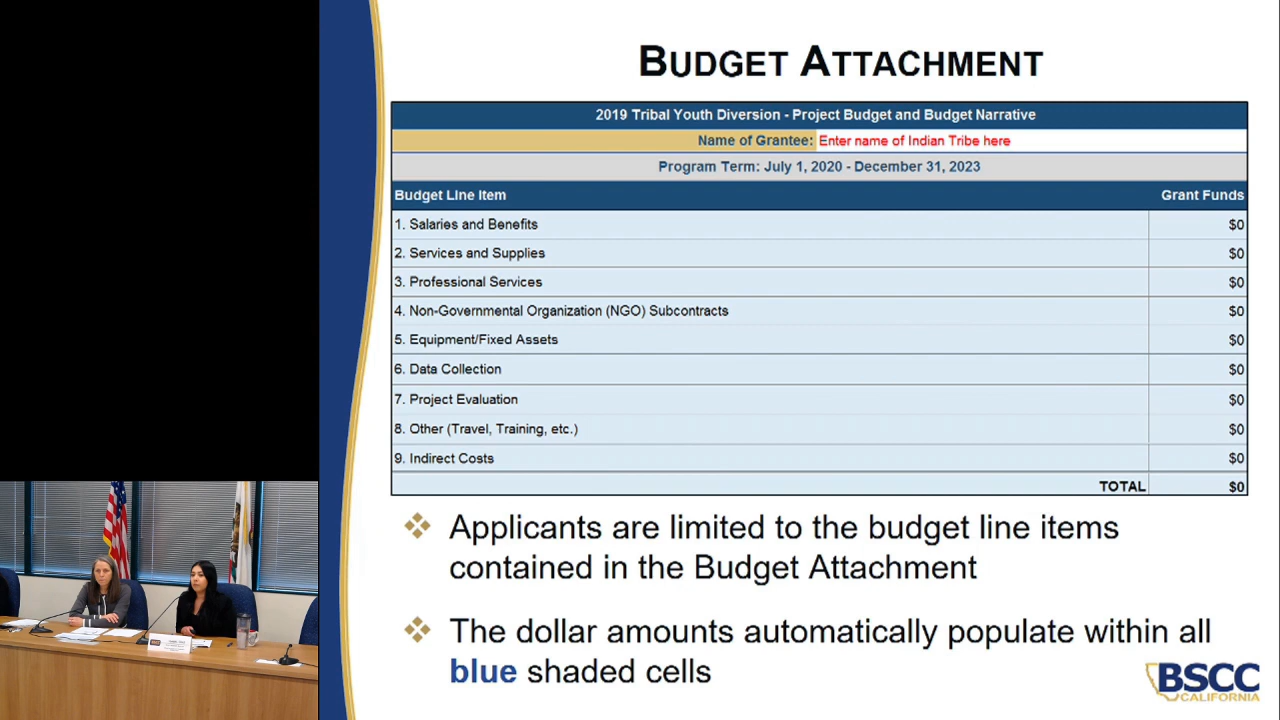 BUDGET ATTACHMENT
2019 Tribal Youth Diversion - Project Budget and Budget Narrative
Name of Grantee: Enter name of Indian Tribe here
Program Term: July 1, 2020 - December 31, 2023
Budget Line Item Grant Funds
1. Salaries and Benefits $0
2. Services and Supplies $0
3. Professional Services $0
4. Non-Governmental Organization (NGO) Subcontracts $0
5. Equipment/Fixed Assets $0
6. Data Collection $0
7. Project Evaluation $0
8. Other (Travel, Training, etc.) $0
9. Indirect Costs $0
TOTAL $0
Applicants are limited to the budget line items
contained in the Budget Attachment
The dollar amounts automatically populate within all
blue shaded cells
BSCC
CALIFORNIA